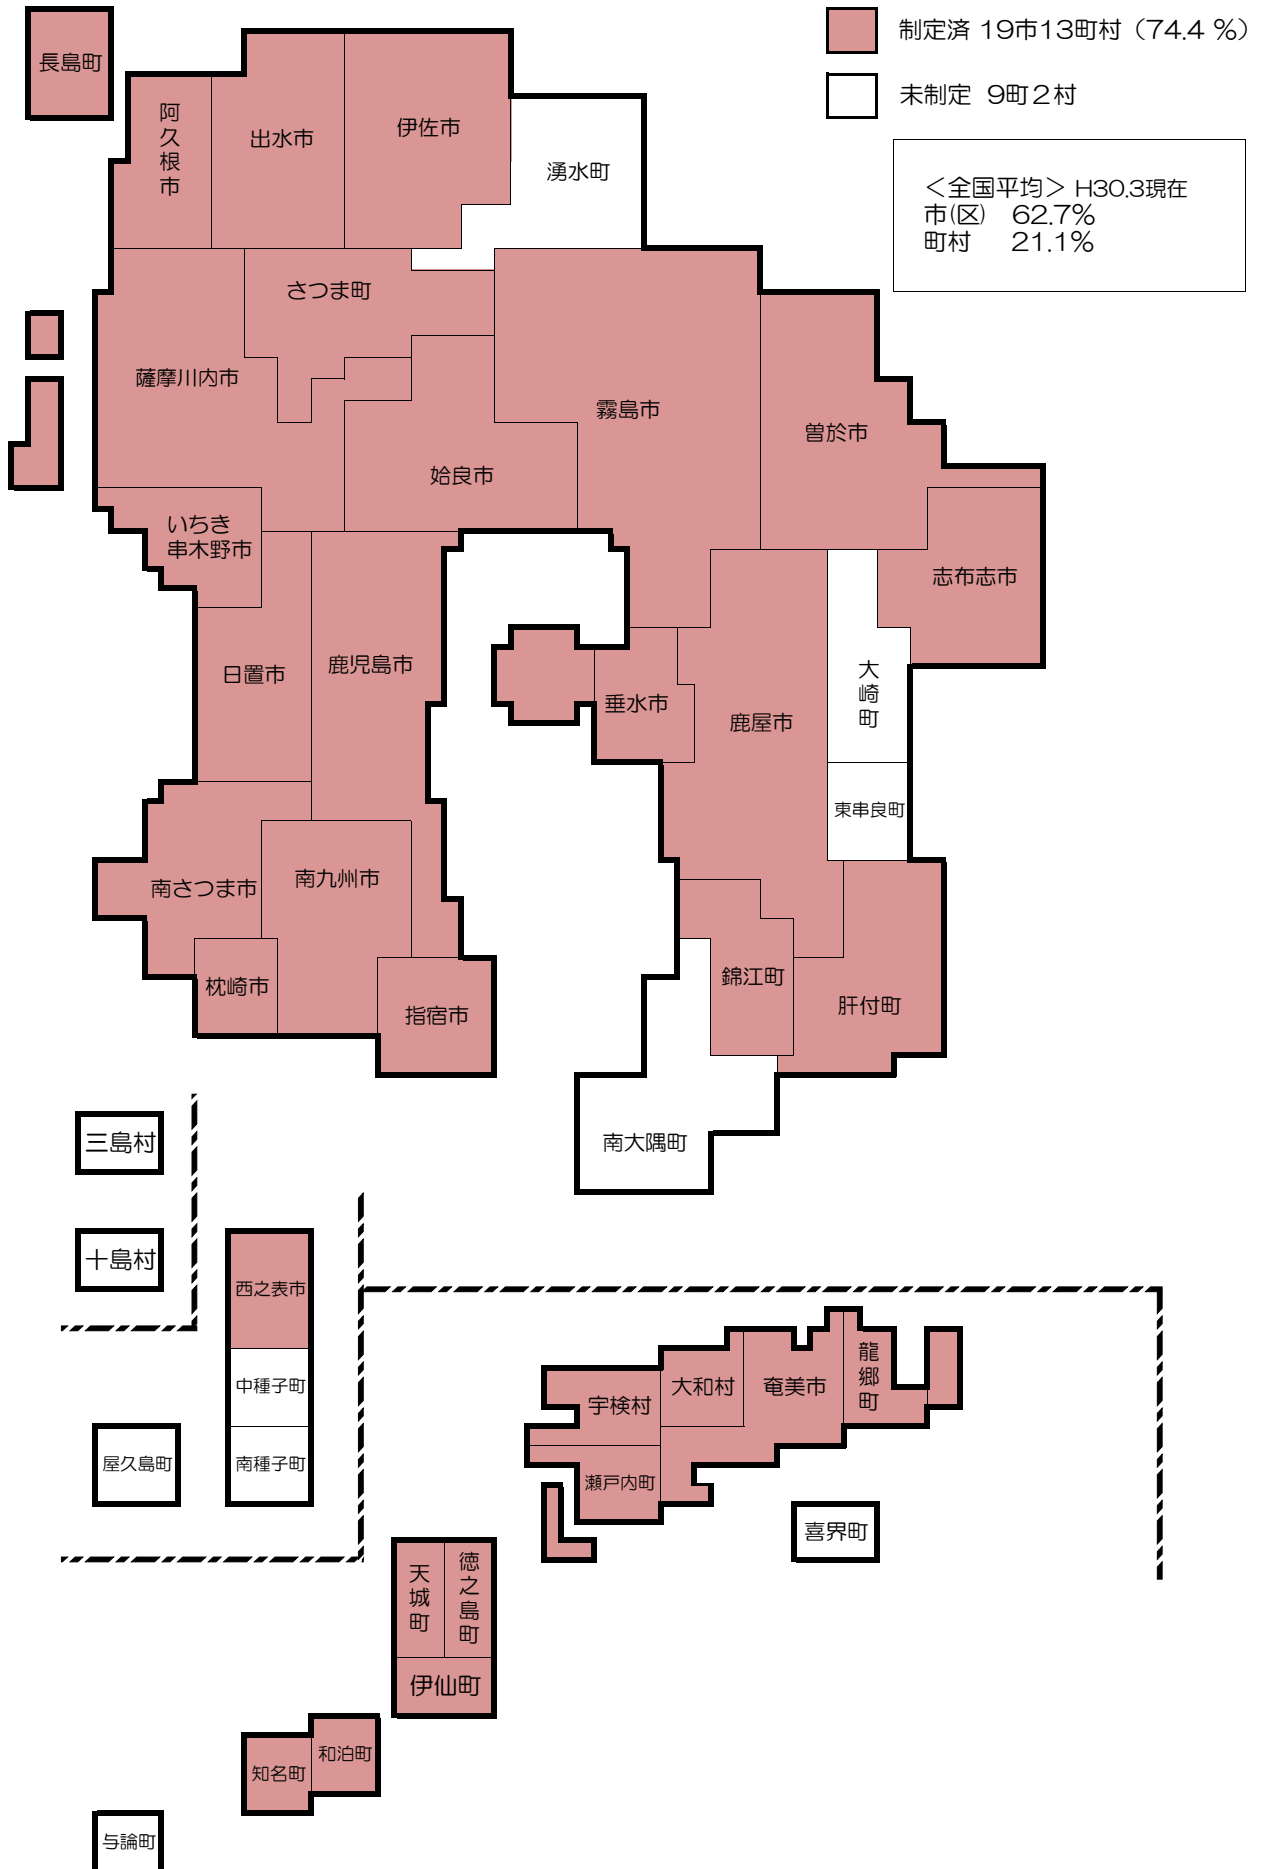 制定済 19市13町村（74.4 %）
未制定 9町2村
＜全国平均＞ H30.3現在
市(区) 62.7%
町村 21.1%
長島町
阿久根市
出水市
伊佐市
湧水町
さつま町
薩摩川内市
霧島市
曽於市
姶良市
いちき
串木野市
志布志市
日置市
鹿児島市
垂水市
鹿屋市
大崎町
東串良町
南さつま市
南九州市
枕崎市
指宿市
錦江町
肝付町
南大隅町
三島村
十島村
西之表市
中種子町
南種子町
屋久島町
宇検村
大和村
奄美市
龍郷町
瀬戸内町
喜界町
天城町
徳之島町
伊仙町
知名町
和泊町
与論町